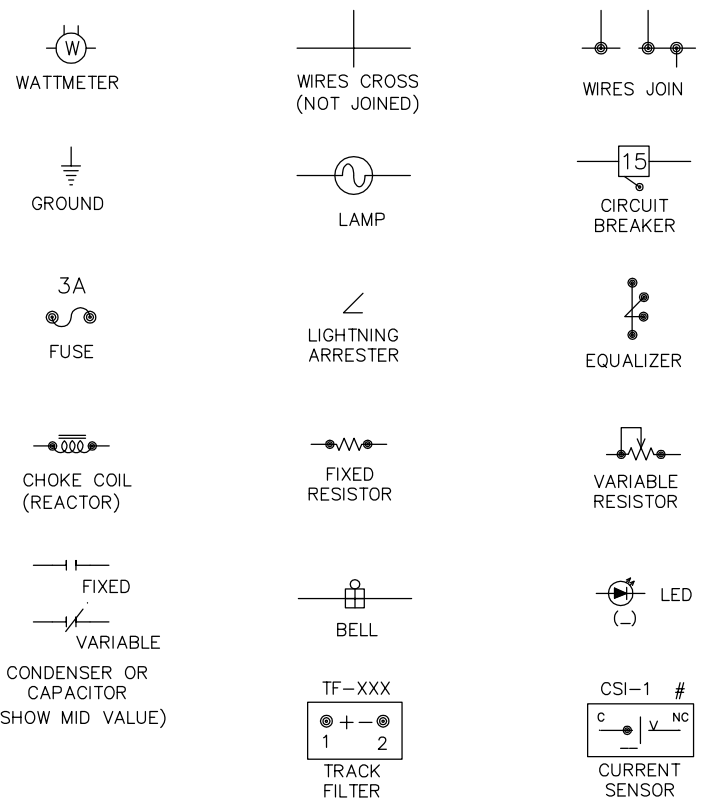 W
WATTMETER
WIRES CROSS
(NOT JOINED)
WIRES JOIN
GROUND
LAMP
15
CIRCUIT
BREAKER
3A
FUSE
LIGHTNING
ARRESTER
EQUALIZER
CHOKE COIL
(REACTOR)
FIXED
RESISTOR
VARIABLE
RESISTOR
FIXED
VARIABLE
CONDENSER OR
CAPACITOR
(SHOW MID VALUE)
BELL
LED
(_)
TF-XXX
+ -
1 2
TRACK
FILTER
CSI-1 #
C NC
CURRENT
SENSOR